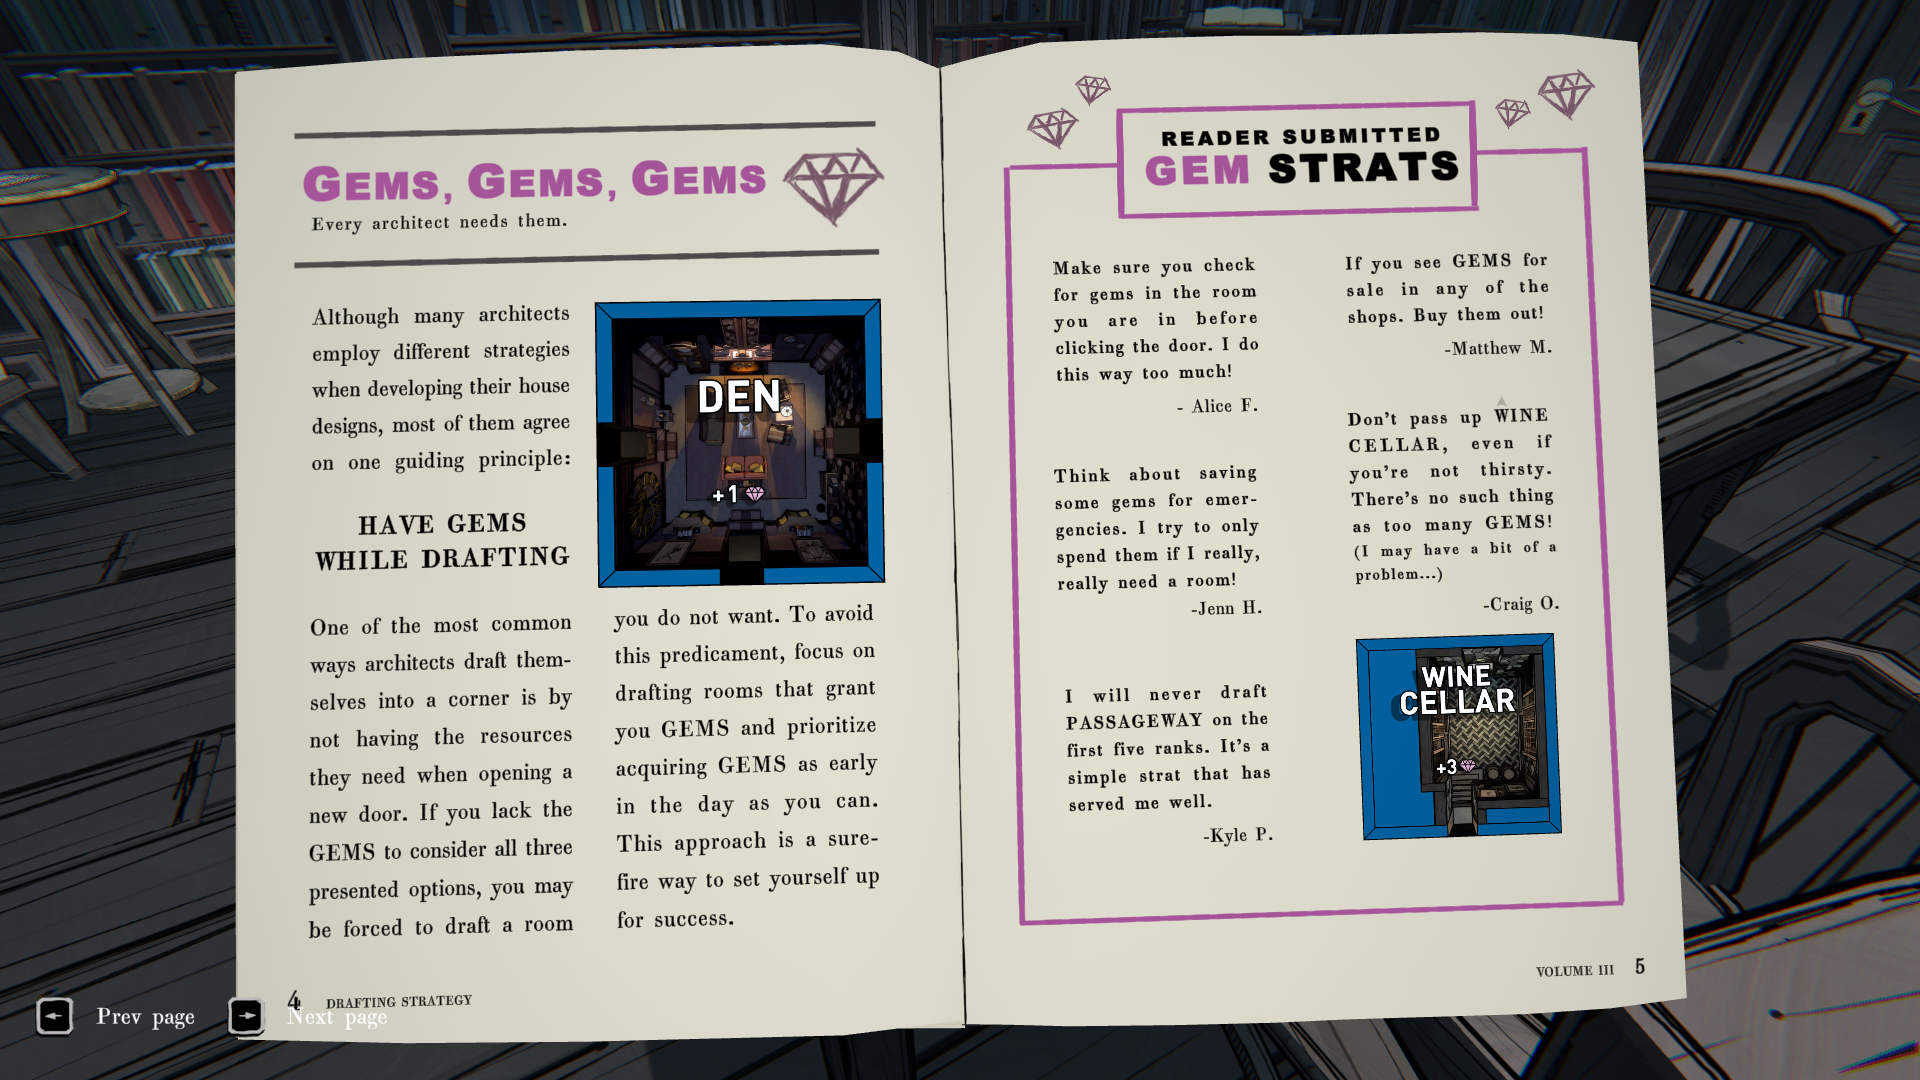 GEMS, GEMS, GEMS
Every architect needs them.
Although many architects
employ different strategies
when developing their house
designs, most of them agree
on one guiding principle:
HAVE GEMS
WHILE DRAFTING
One of the most common
ways architects draft them-
selves into a corner is by
not having the resources
they need when opening a
new door. If you lack the
GEMS to consider all three
presented options, you may
be forced to draft a room
DEN
+1
you do not want. To avoid
this predicament, focus on
drafting rooms that grant
you GEMS and prioritize
acquiring GEMS as early
in the day as you can.
This approach is a sure-
fire way to set yourself up
for success.
4 DRAFTING STRATEGY
READER SUBMITTED
GEM STRATS
Make sure you check
for gems in the room
you are in before
clicking the door. I do
this way too much!
- Alice F.
Think about saving
some gems for emer-
gencies. I try to only
spend them if I really,
really need a room!
-Jenn H.
I will never draft
PASSAGEWAY on the
first five ranks. It's a
simple strat that has
served me well.
-Kyle P.
If you see GEMS for
sale in any of the
shops. Buy them out!
-Matthew M.
Don't pass up WINE
CELLAR, even if
you're not thirsty.
There's no such thing
as too many GEMS!
(I may have a bit of a
problem...)
-Craig O.
WINE
CELLAR
+3
VOLUME III 5
Prev page
Next page